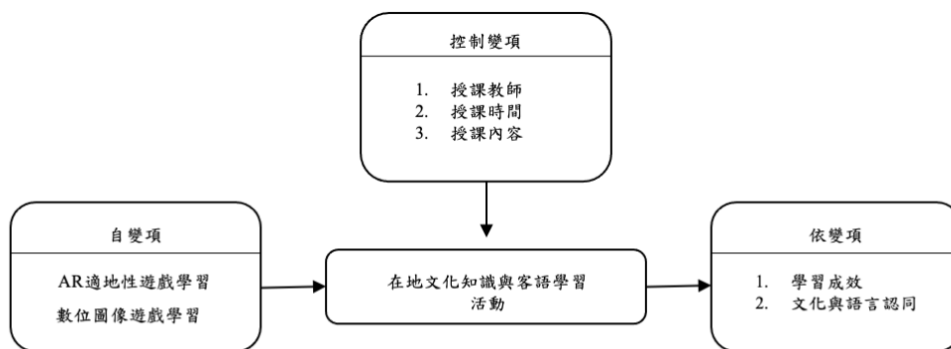 控制變項
1. 授課教師
2. 授課時間
3. 授課內容
自變項
AR適地性遊戲學習
數位圖像遊戲學習
在地文化知識與客語學習
活動
依變項
1. 學習成效
2. 文化與語言認同